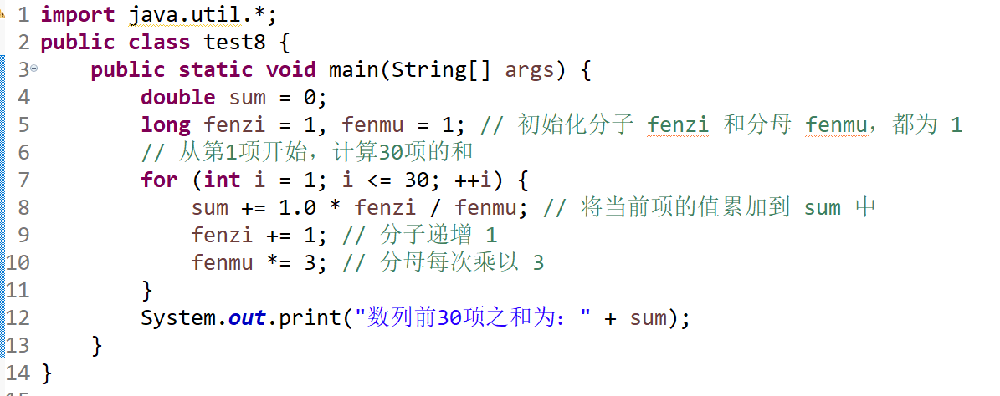 1 import java.util.*;
2 public class test8 {
3 public static void main(String[] args) {
4 double sum = 0;
5 long fenzi = 1, fenmu = 1; // 初始化分子 fenzi 和分母 fenmu，都为 1
6 // 从第1项开始，计算30项的和
7 for (int i = 1; i <= 30; ++i) {
8 sum += 1.0 * fenzi / fenmu; // 将当前项的值累加到 sum 中
9 fenzi += 1; // 分子递增 1
10 fenmu *= 3; // 分母每次乘以 3
11 }
12 System.out.print("数列前30项之和为：" + sum);
13 }
14 }